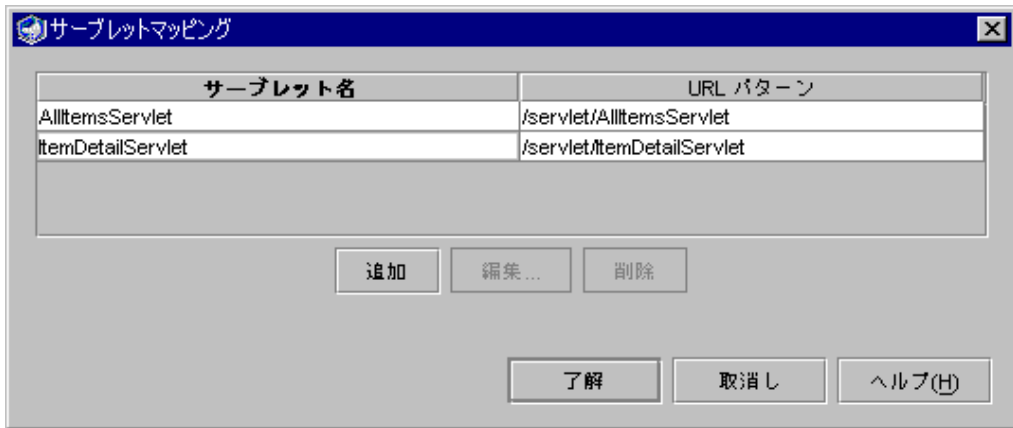 サーブレットマッピング
サーブレット名 URL パターン
AllItemsServlet /servlet/AllItemsServlet
ItemDetailServlet /servlet/ItemDetailServlet
追加 編集... 削除
了解 取消し ヘルプ(H)